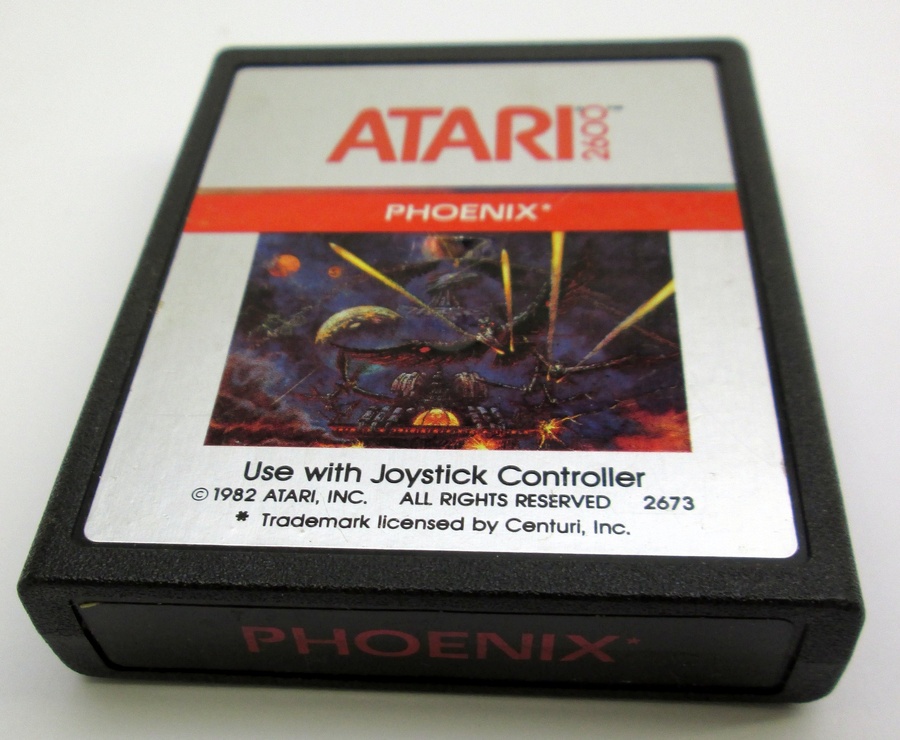 ATARI 2600™
PHOENIX*
Use with Joystick Controller
© 1982 ATARI, INC. ALL RIGHTS RESERVED 2673
* Trademark licensed by Centuri, Inc.
PHOENIX*